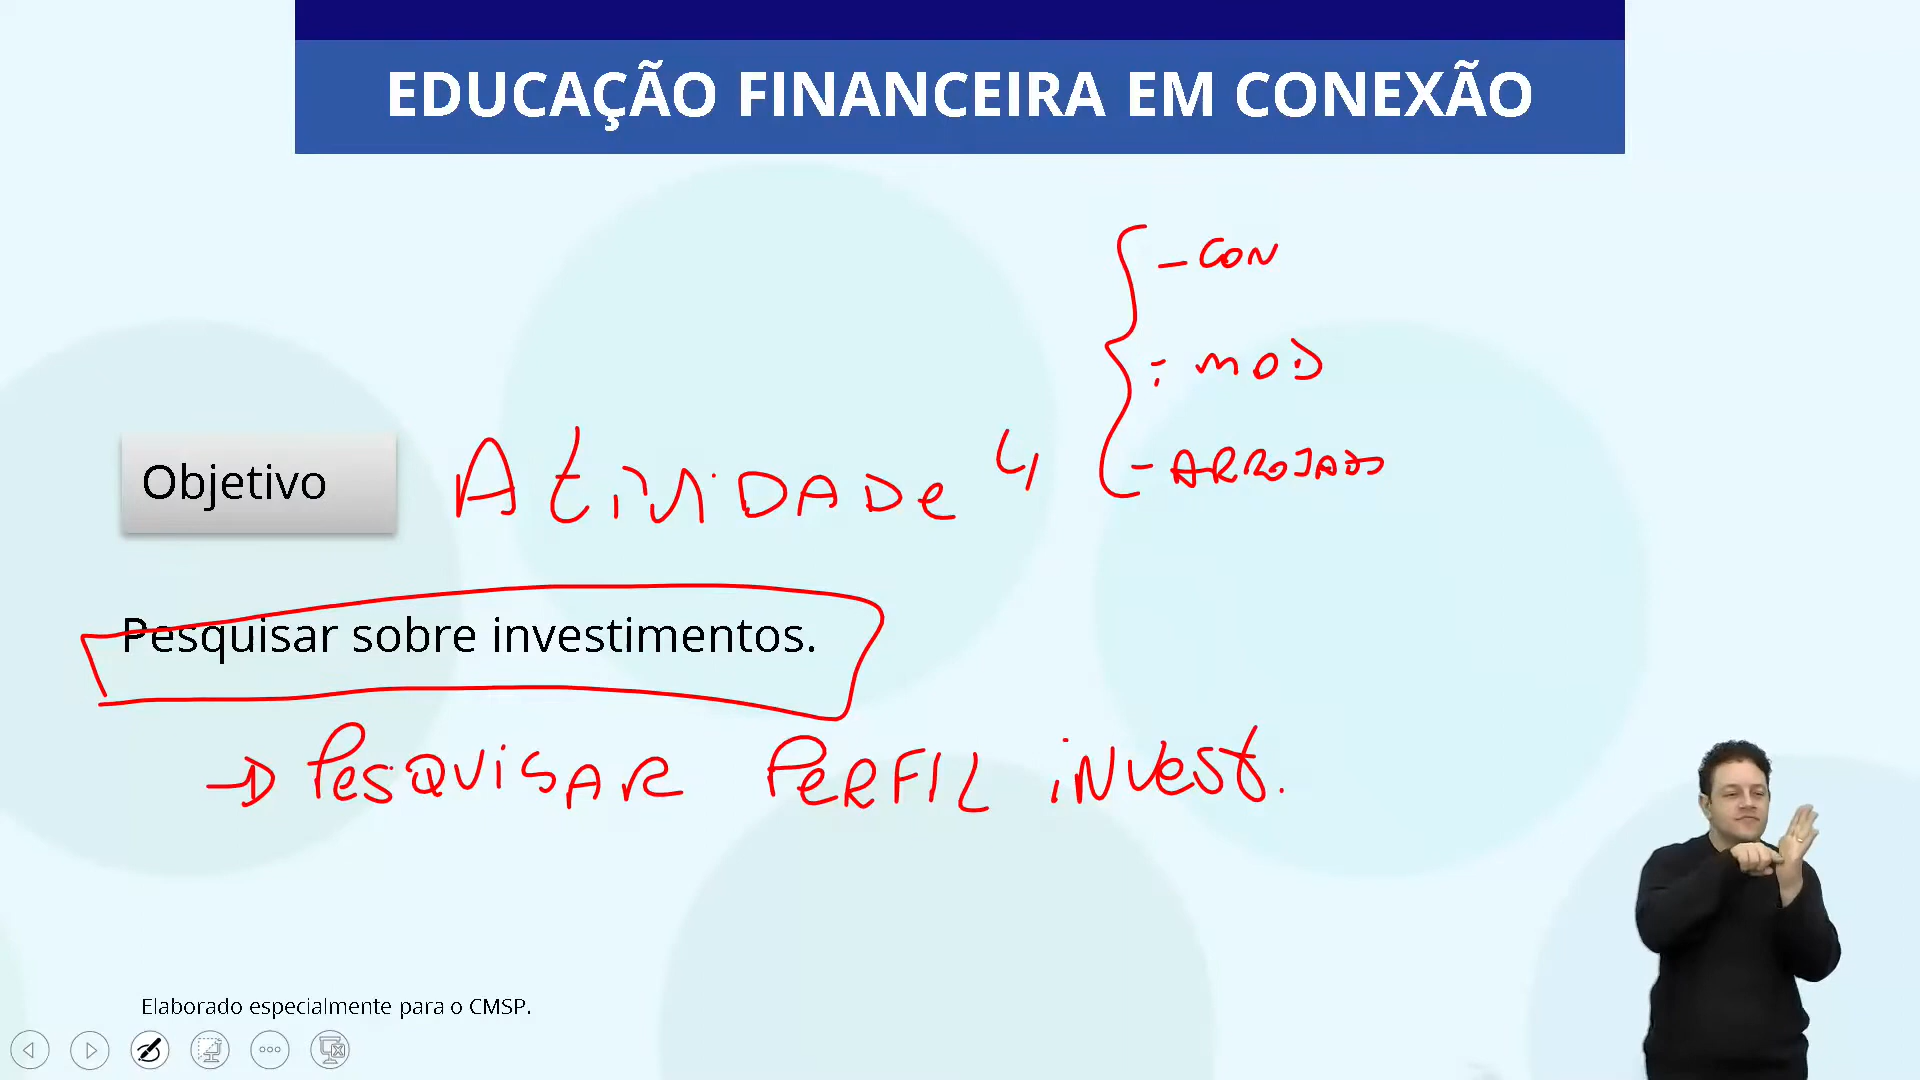 EDUCAÇÃO FINANCEIRA EM CONEXÃO
- CON
- MOD
- ARROJADO
Objetivo
AtiviDADe 4
Pesquisar sobre investimentos.
→ PesQUiSAR PeRFIL iNVest.
Elaborado especialmente para o CMSP.